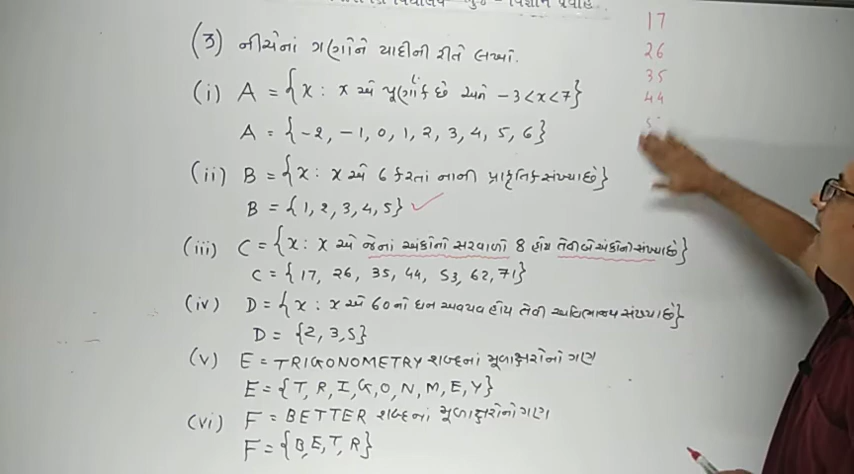 વિજ્ઞાન પ્રવાહ
(3) નીચેનાં ગણોને યાદીની રીતે લખો.
(i) A = {x : x એ પૂર્ણાંક છે અને -3 < x < 7}
A = {-2, -1, 0, 1, 2, 3, 4, 5, 6}
(ii) B = {x : x એ 6 કરતાં નાની પ્રાકૃતિક સંખ્યા છે}
B = {1, 2, 3, 4, 5} ✓
(iii) C = {x : x એ જેનાં અંકોનો સરવાળો 8 હોય તેવી બે અંકોની સંખ્યા છે}
C = {17, 26, 35, 44, 53, 62, 71}
(iv) D = {x : x એ 60નો ધન અવયવ હોય તેવી અવિભાજ્ય સંખ્યા છે}
D = {2, 3, 5}
(v) E = TRIGONOMETRY શબ્દનાં મૂળાક્ષરોનો ગણ
E = {T, R, I, G, O, N, M, E, Y}
(vi) F = BETTER શબ્દનાં મૂળાક્ષરોનો ગણ
F = {B, E, T, R}
17
26
35
44